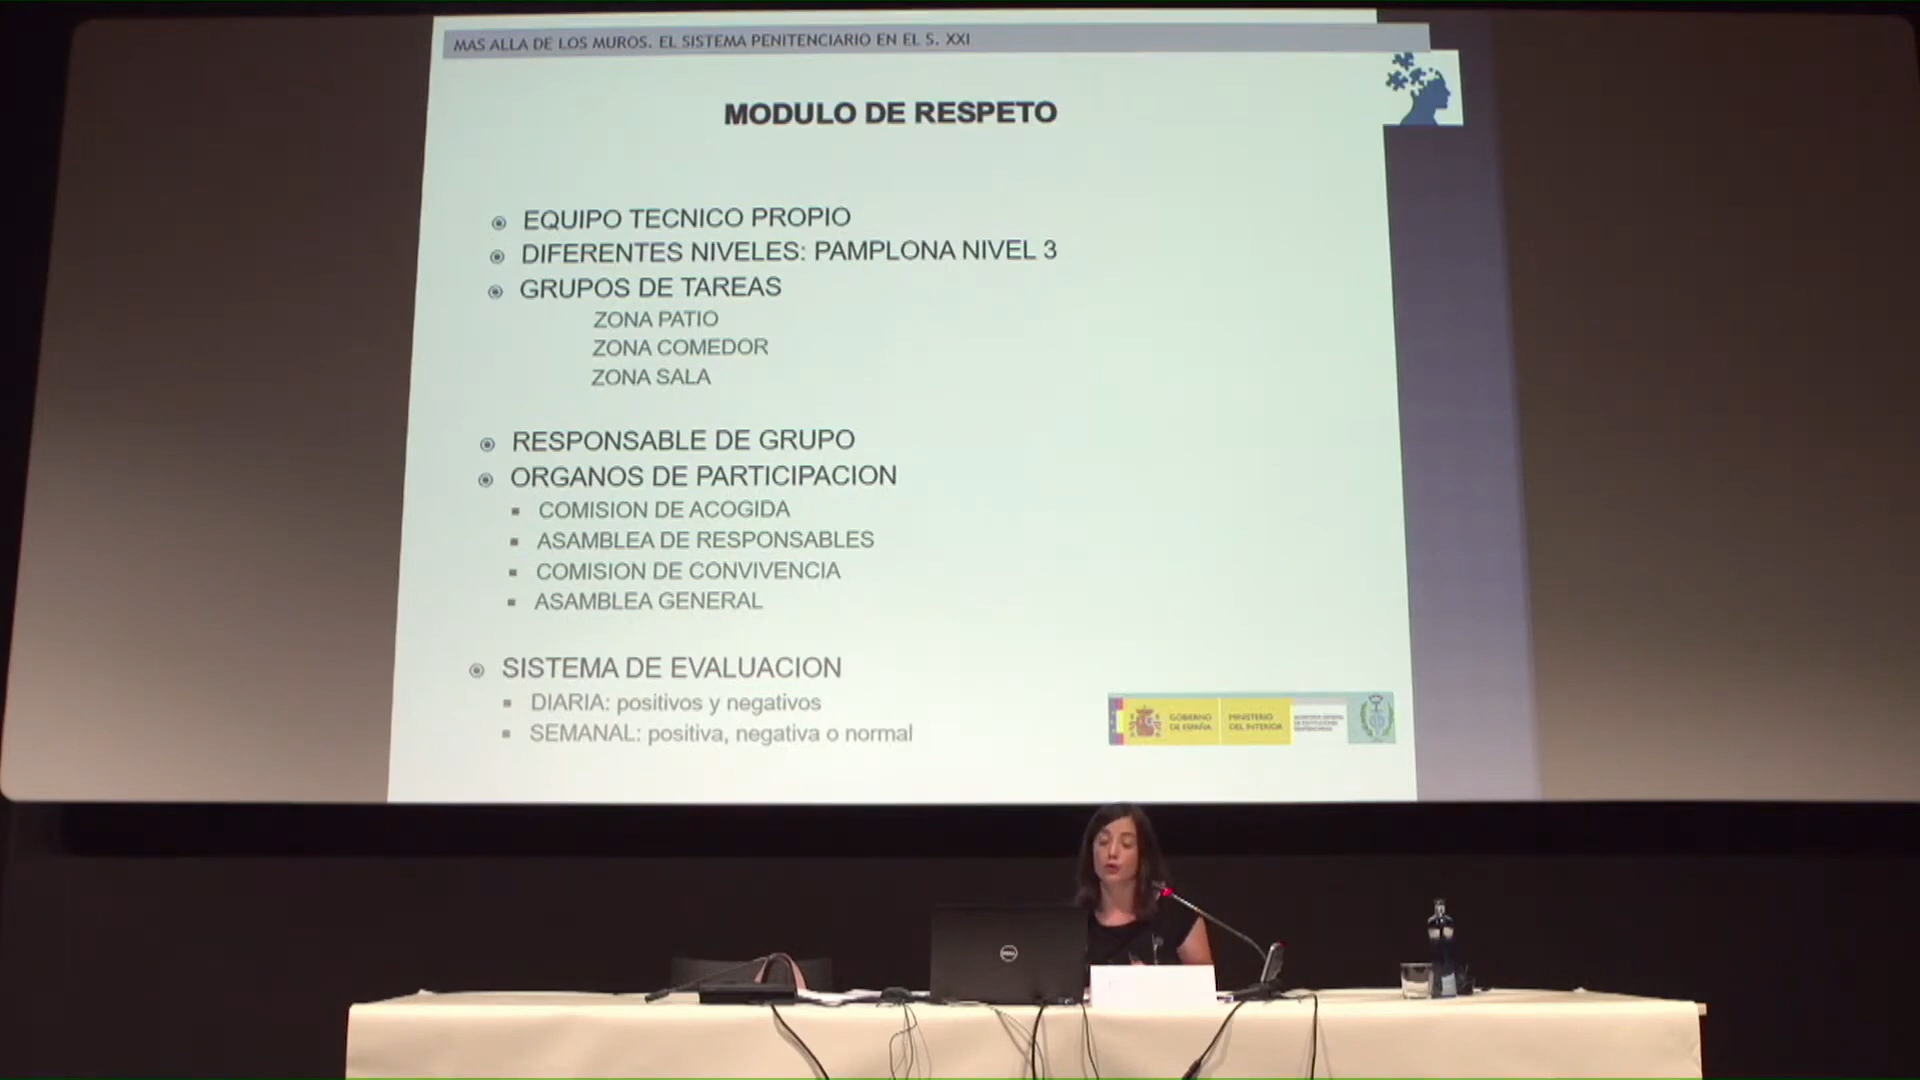 MAS ALLA DE LOS MUROS. EL SISTEMA PENITENCIARIO EN EL S. XXI
MODULO DE RESPETO
EQUIPO TECNICO PROPIO
DIFERENTES NIVELES: PAMPLONA NIVEL 3
GRUPOS DE TAREAS
ZONA PATIO
ZONA COMEDOR
ZONA SALA
RESPONSABLE DE GRUPO
ORGANOS DE PARTICIPACION
COMISION DE ACOGIDA
ASAMBLEA DE RESPONSABLES
COMISION DE CONVIVENCIA
ASAMBLEA GENERAL
SISTEMA DE EVALUACION
DIARIA: positivos y negativos
SEMANAL: positiva, negativa o normal
GOBIERNO
DE ESPAÑA
MINISTERIO
DEL INTERIOR
DELL